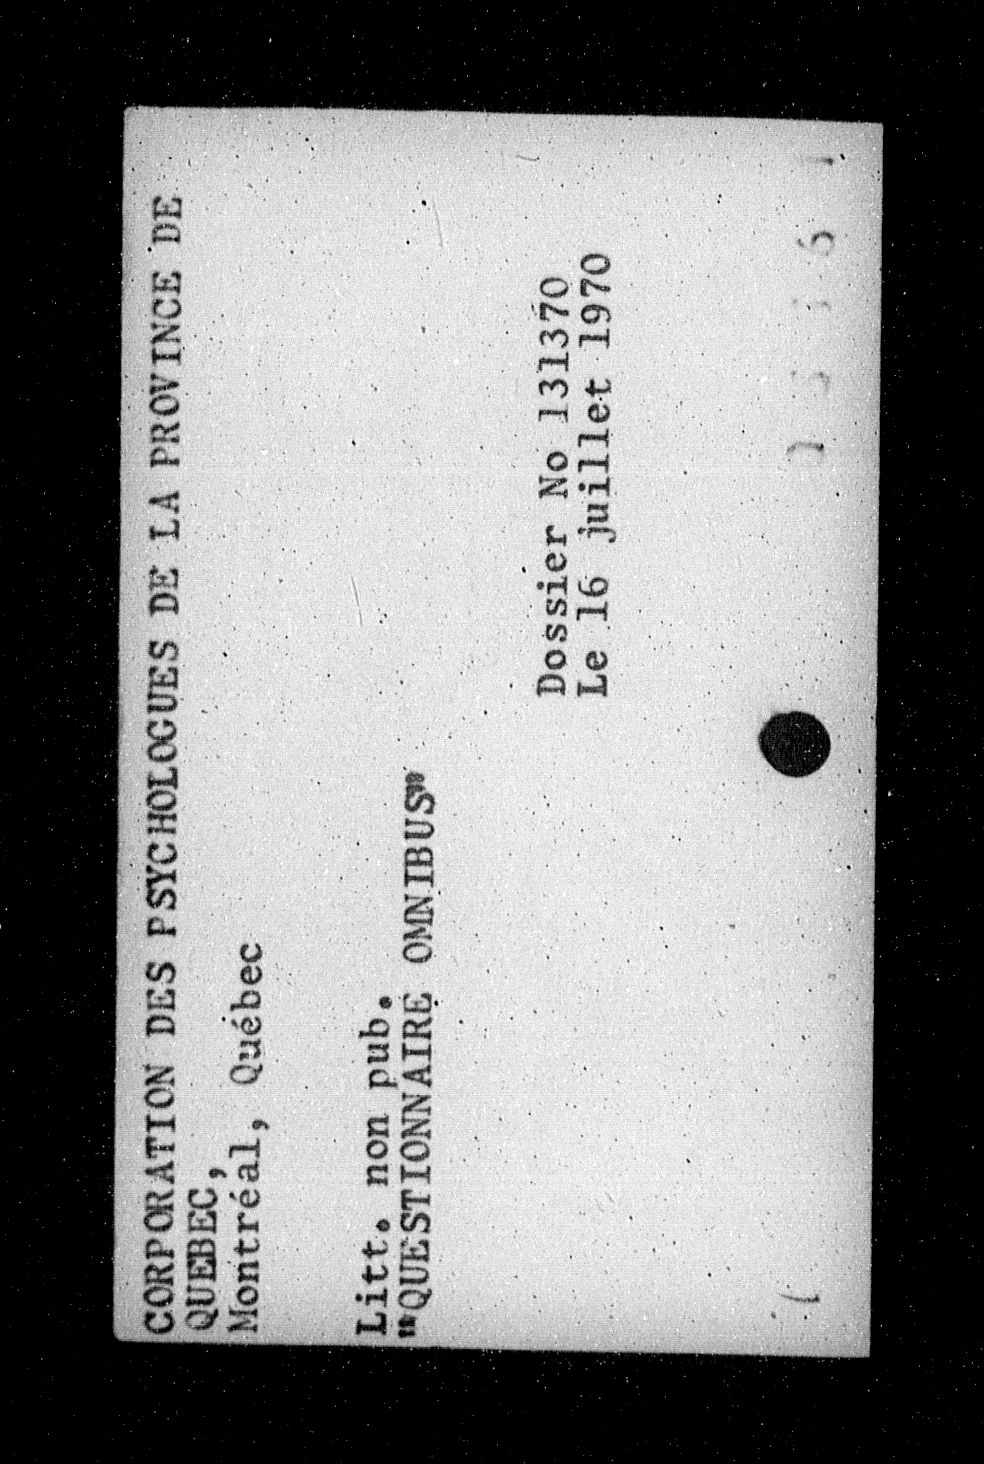 CORPORATION DES PSYCHOLOGUES DE LA PROVINCE DE
QUEBEC,
Montréal, Québec
Litt. non pub.
"QUESTIONNAIRE OMNIBUS"
Dossier No 131370
Le 16 juillet 1970